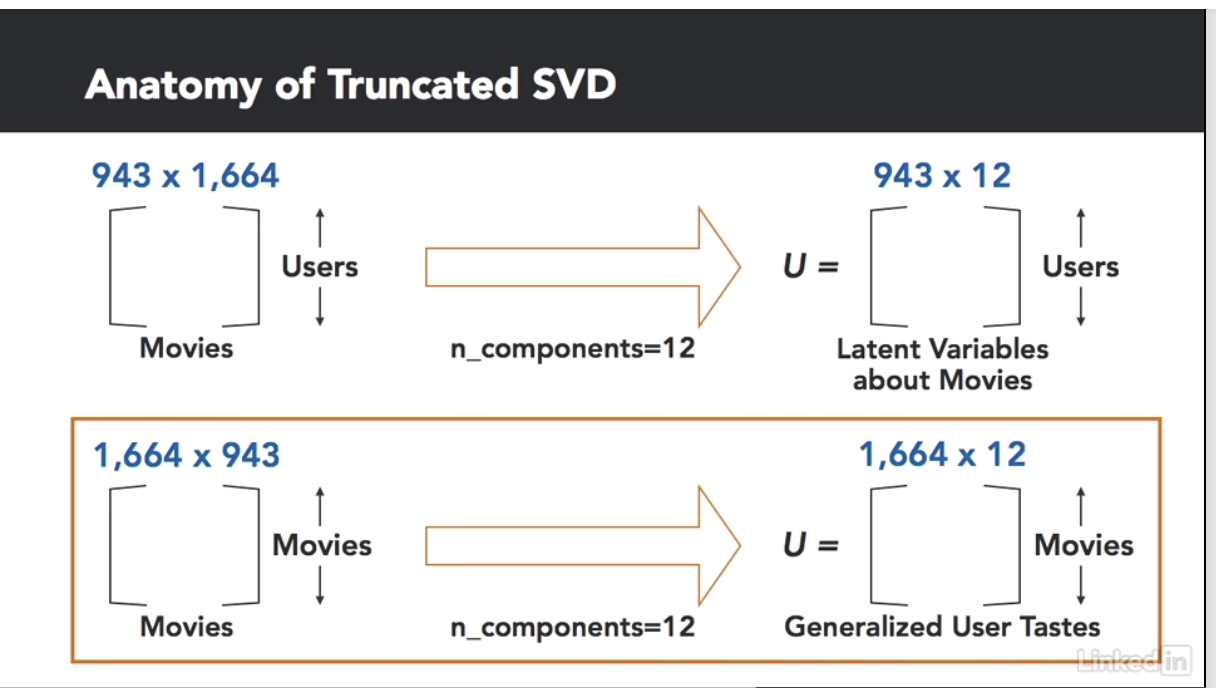 Anatomy of Truncated SVD
943 x 1,664
943 x 12
Users
U =
Users
Movies
n_components=12
Latent Variables
about Movies
1,664 x 943
1,664 x 12
Movies
U =
Movies
Movies
n_components=12
Generalized User Tastes
Linked in